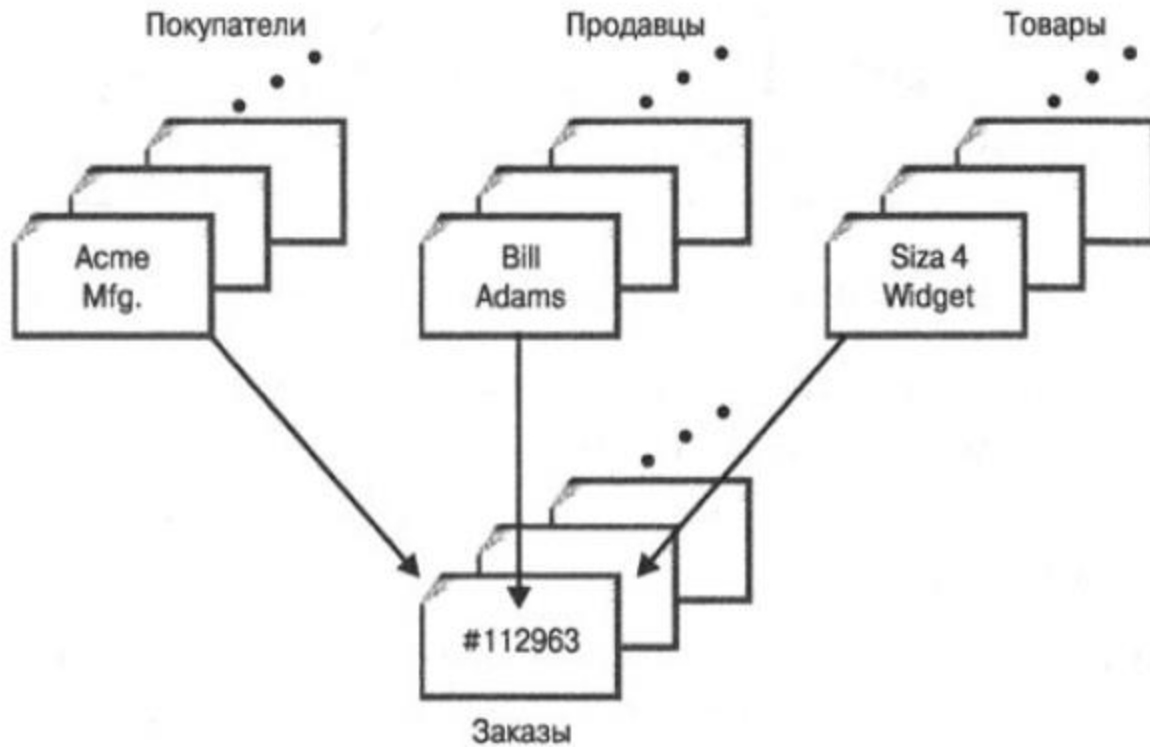 Покупатели
Продавцы
Товары
Acme
Mfg.
Bill
Adams
Siza 4
Widget
#112963
Заказы